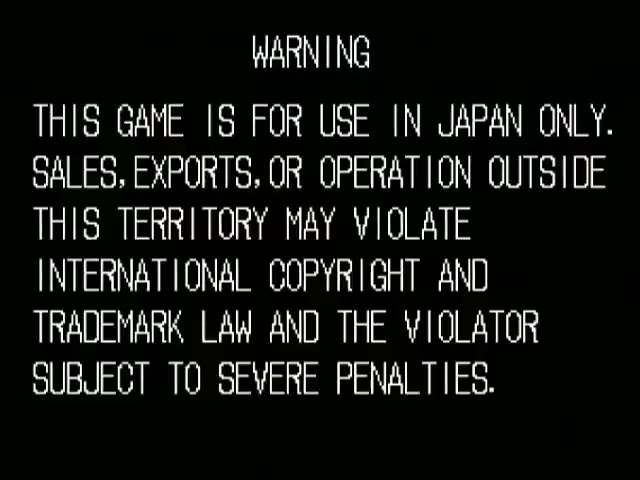 WARNING
THIS GAME IS FOR USE IN JAPAN ONLY.
SALES,EXPORTS,OR OPERATION OUTSIDE
THIS TERRITORY MAY VIOLATE
INTERNATIONAL COPYRIGHT AND
TRADEMARK LAW AND THE VIOLATOR
SUBJECT TO SEVERE PENALTIES.